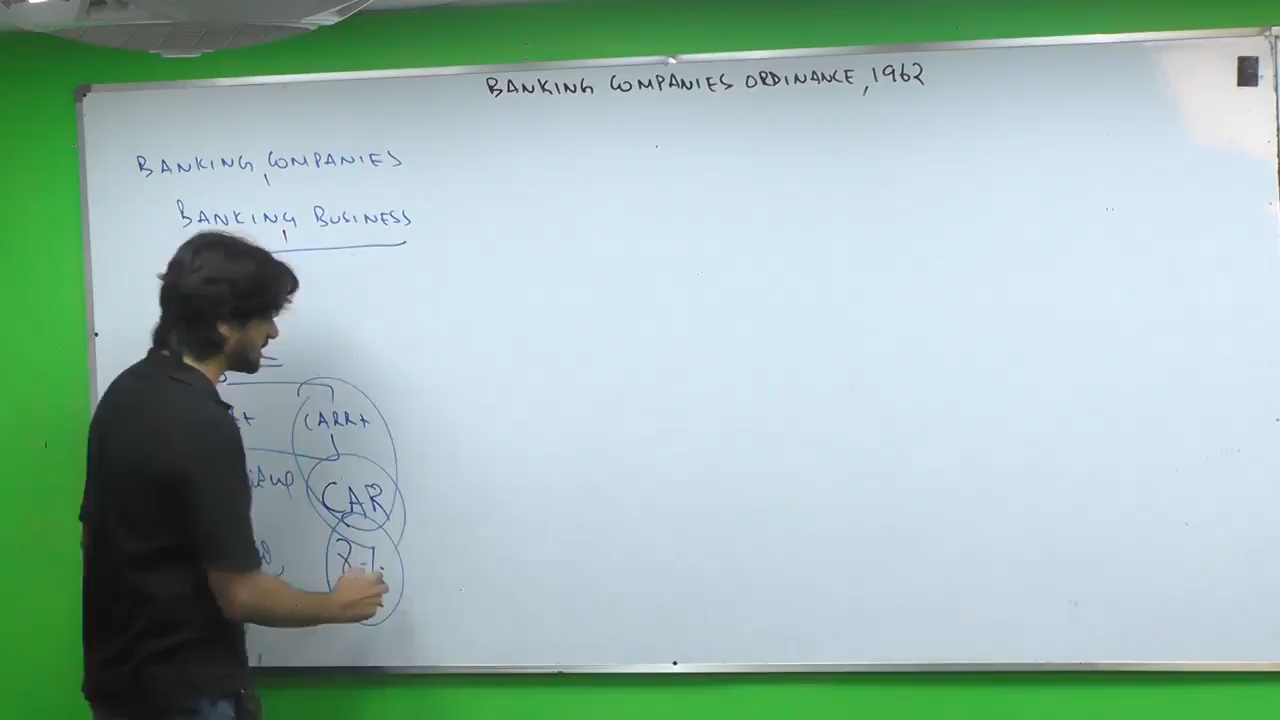 BANKING COMPANIES ORDINANCE, 1962
BANKING COMPANIES
BANKING BUSINESS
CARR+
CAR